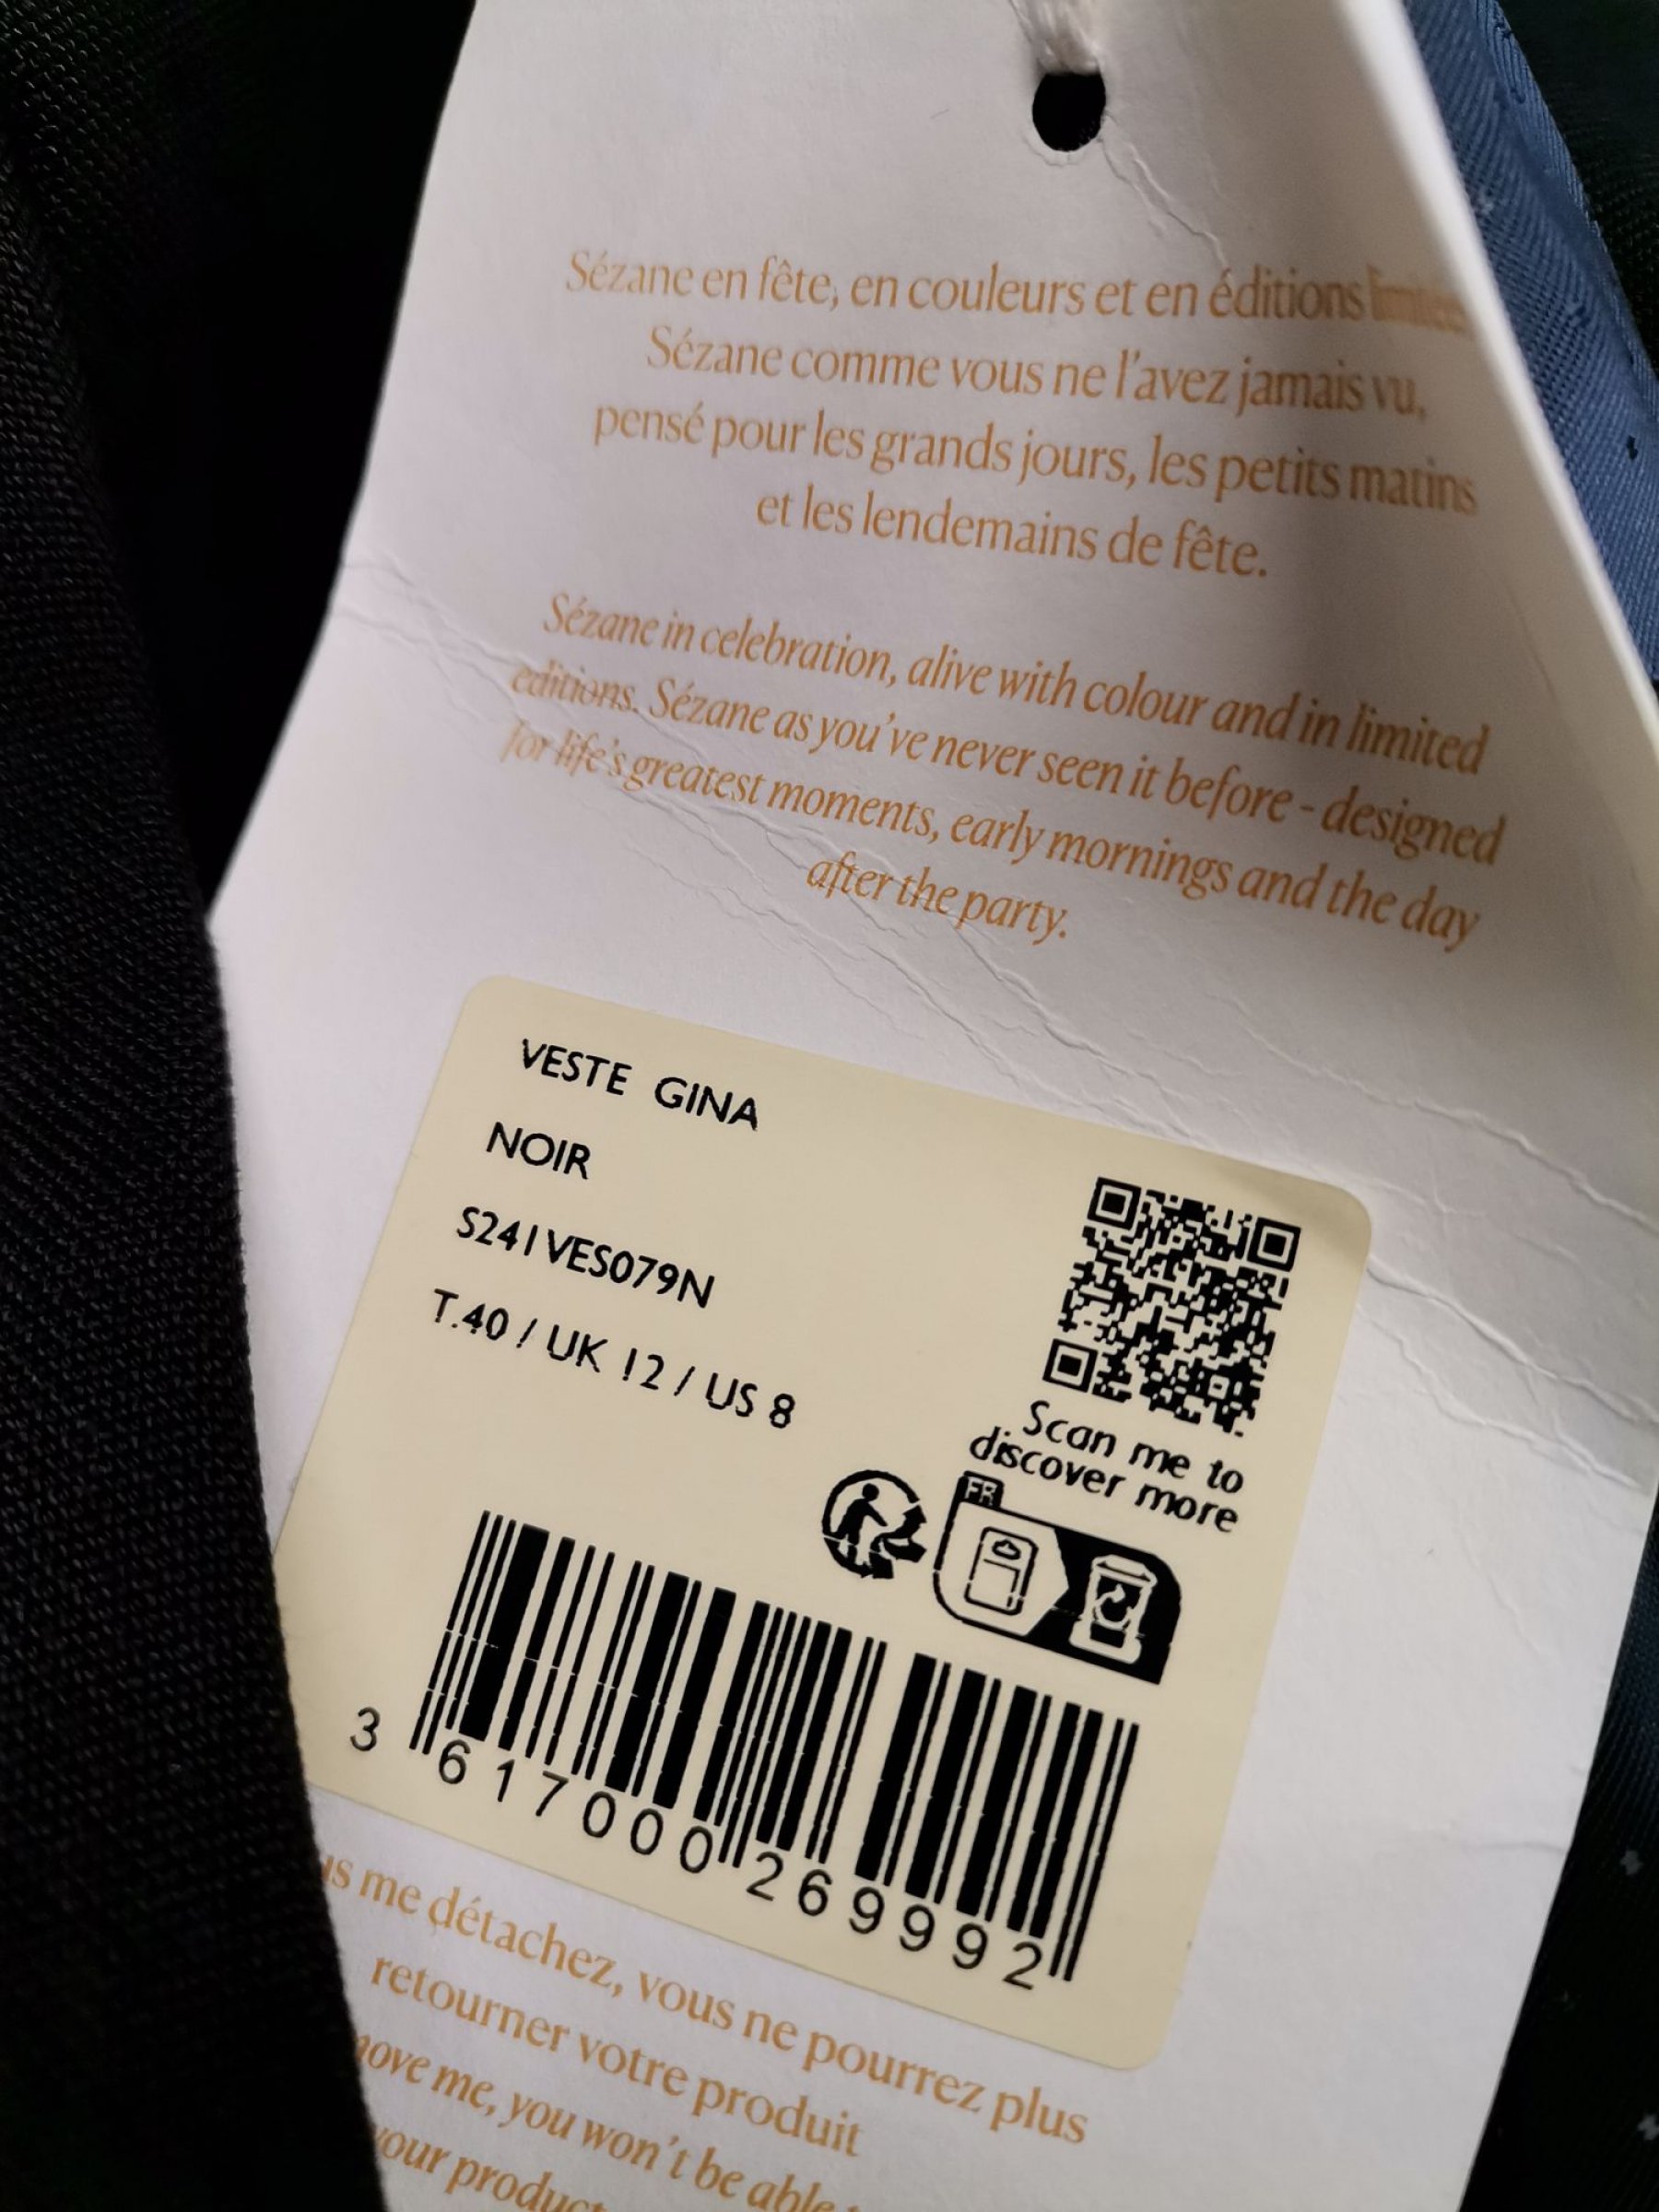 Sézane en fête, en couleurs et en éditions
Sézane comme vous ne l'avez jamais vu,
pensé pour les grands jours, les petits matins
et les lendemains de fête.
Sézane in celebration, alive with colour and in limited
editions. Sézane as you've never seen it before - designed
for life's greatest moments, early mornings and the day
after the party.
VESTE GINA
NOIR
S241VES079N
T.40 / UK 12 / US 8
Scan me to
discover more
FR
3 617000 269992
me détachez, vous ne pourrez plus
retourner votre produit
me, you won't be able
your product